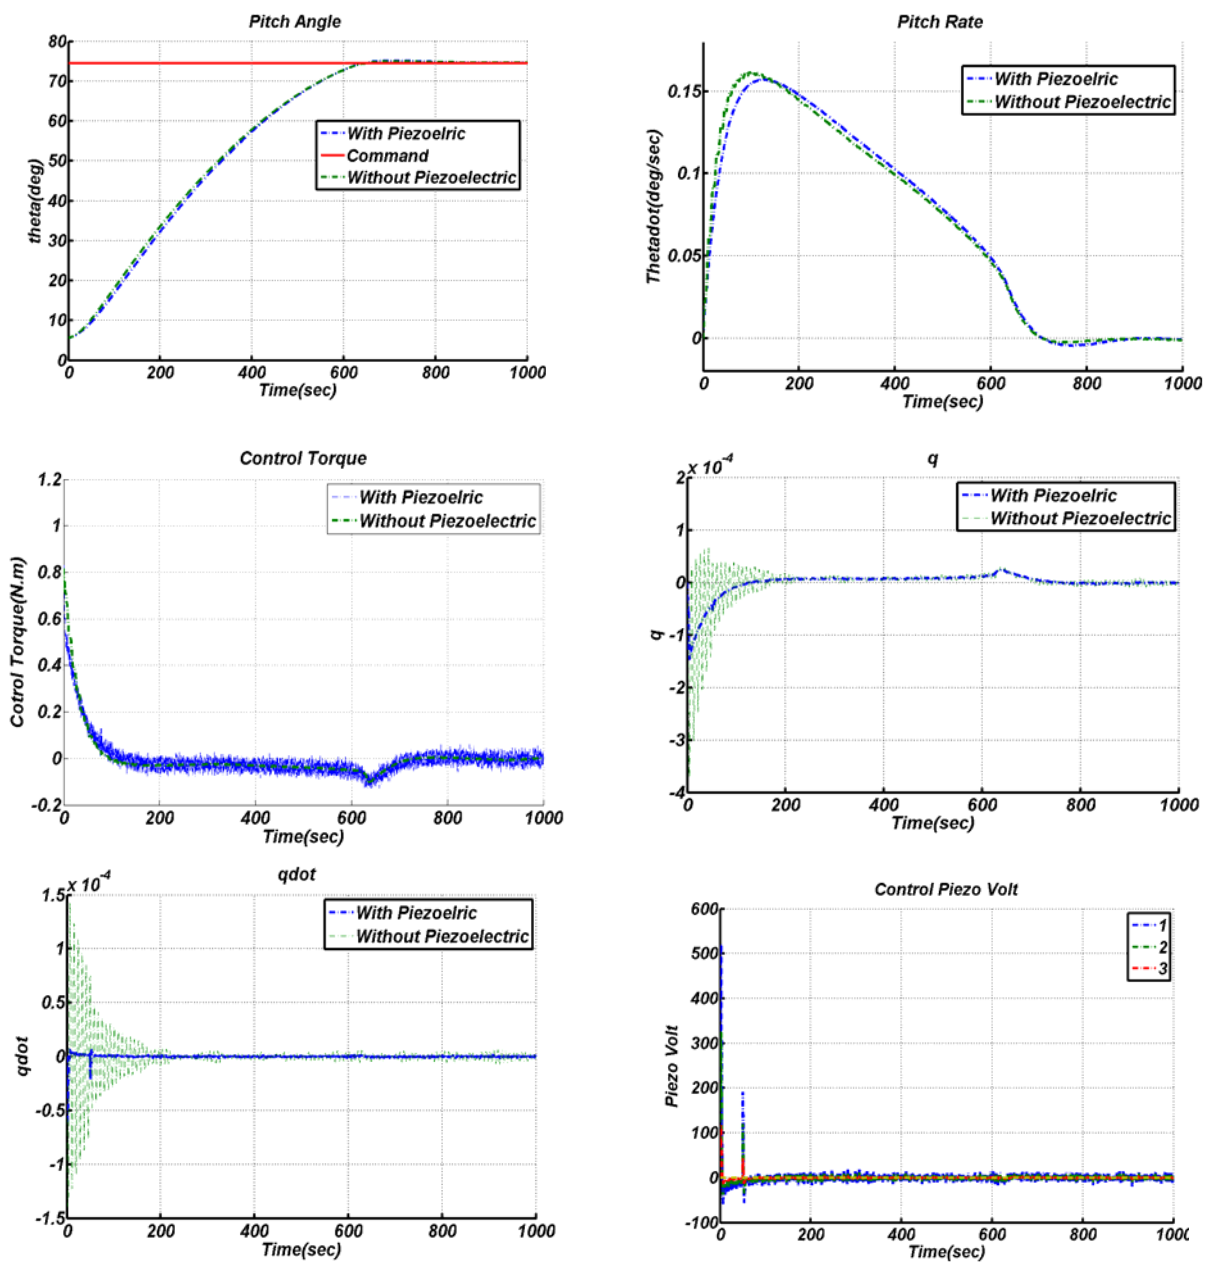 Pitch Angle
80
70
60
50
40
30
20
10
0
theta(deg)
With Piezoelric
Command
Without Piezoelectric
0 200 400 600 800 1000
Time(sec)
Pitch Rate
0.15
0.1
0.05
0
Thetadot(deg/sec)
With Piezoelric
Without Piezoelectric
0 200 400 600 800 1000
Time(sec)
Control Torque
1.2
1
0.8
0.6
0.4
0.2
0
-0.2
Cotrol Torque(N.m)
With Piezoelric
Without Piezoelectric
0 200 400 600 800 1000
Time(sec)
q
x 10-4
2
1
0
-1
-2
-3
-4
q
With Piezoelric
Without Piezoelectric
0 200 400 600 800 1000
Time(sec)
qdot
x 10-4
1.5
1
0.5
0
-0.5
-1
-1.5
qdot
With Piezoelric
Without Piezoelectric
0 200 400 600 800 1000
Time(sec)
Control Piezo Volt
600
500
400
300
200
100
0
-100
Piezo Volt
1
2
3
0 200 400 600 800 1000
Time(sec)